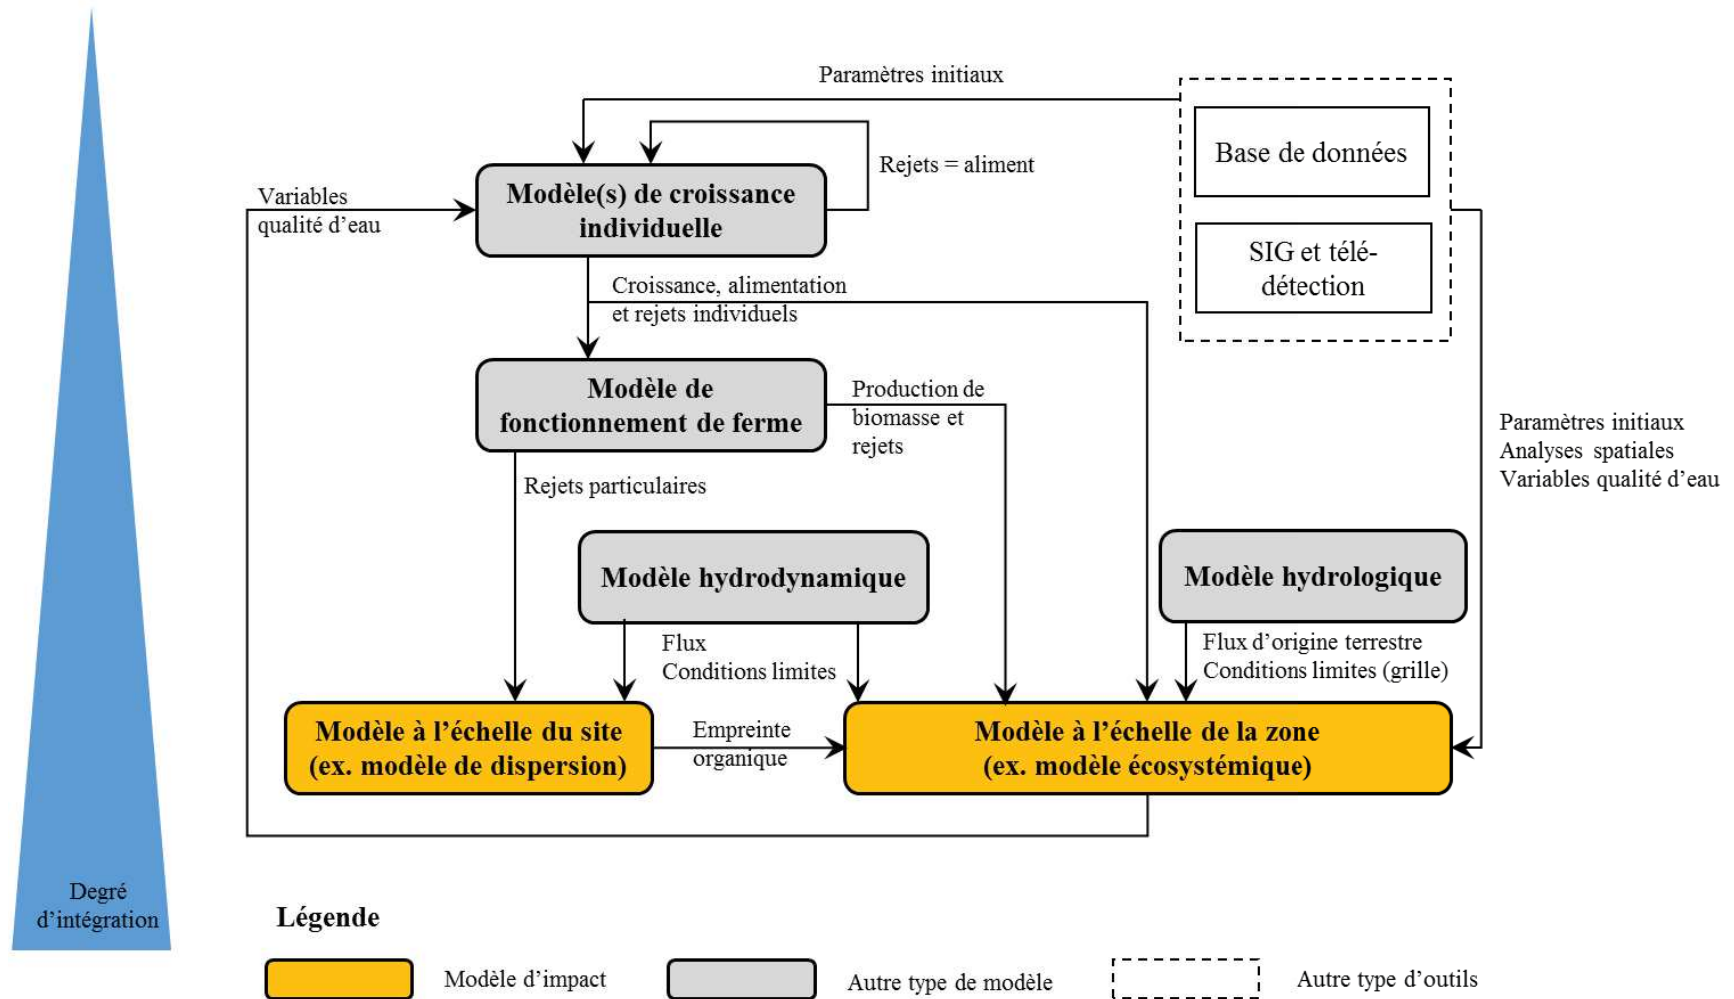 Paramètres initiaux
Base de données
Rejets = aliment
Modèle(s) de croissance
individuelle
Variables
qualité d’eau
SIG et télé-
détection
Croissance, alimentation
et rejets individuels
Modèle de
fonctionnement de ferme
Production de
biomasse et
rejets
Paramètres initiaux
Analyses spatiales
Variables qualité d’eau
Rejets particulaires
Modèle hydrodynamique
Modèle hydrologique
Flux
Conditions limites
Flux d’origine terrestre
Conditions limites (grille)
Modèle à l’échelle du site
(ex. modèle de dispersion)
Empreinte
organique
Modèle à l’échelle de la zone
(ex. modèle écosystémique)
Degré
d’intégration
Légende
Modèle d’impact
Autre type de modèle
Autre type d’outils